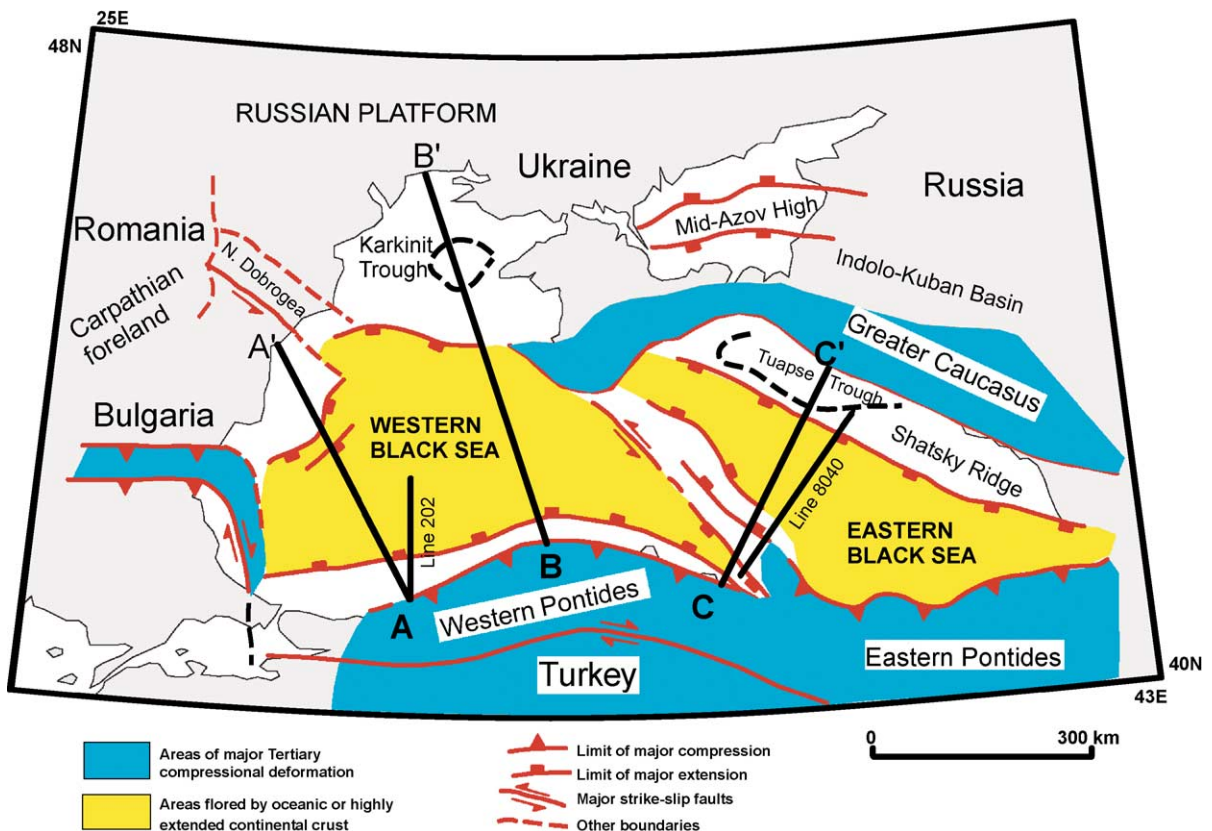 25E
48N
RUSSIAN PLATFORM
B'
Ukraine
Russia
Mid-Azov High
Romania
Karkinit
Trough
N. Dobrogea
Indolo-Kuban Basin
Carpathian
foreland
A'
C'
Greater Caucasus
Tuapse
Trough
Bulgaria
WESTERN
BLACK SEA
Shatsky Ridge
Line 202
Line 8040
EASTERN
BLACK SEA
B
A
Western Pontides
C
Turkey
Eastern Pontides
40N
43E
0
300 km
Areas of major Tertiary
compressional deformation
Areas flored by oceanic or highly
extended continental crust
Limit of major compression
Limit of major extension
Major strike-slip faults
Other boundaries